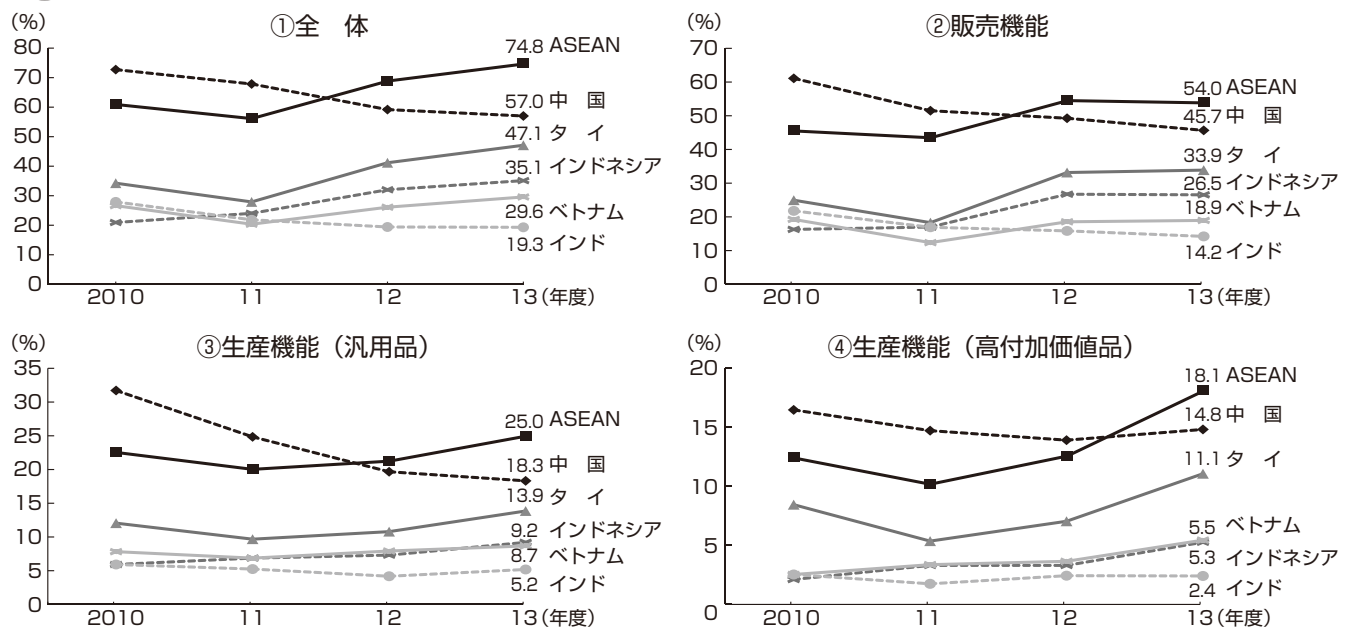 ①全　体
(%)
80
70
60
50
40
30
20
10
0
74.8 ASEAN
57.0 中　国
47.1 タ　イ
35.1 インドネシア
29.6 ベトナム
19.3 インド
2010 11 12 13(年度)
②販売機能
(%)
70
60
50
40
30
20
10
0
54.0 ASEAN
45.7 中　国
33.9 タ　イ
26.5 インドネシア
18.9 ベトナム
14.2 インド
2010 11 12 13(年度)
③生産機能（汎用品）
(%)
35
30
25
20
15
10
5
0
25.0 ASEAN
18.3 中　国
13.9 タ　イ
9.2 インドネシア
8.7 ベトナム
5.2 インド
2010 11 12 13(年度)
④生産機能（高付加価値品）
(%)
20
15
10
5
0
18.1 ASEAN
14.8 中　国
11.1 タ　イ
5.5 ベトナム
5.3 インドネシア
2.4 インド
2010 11 12 13(年度)